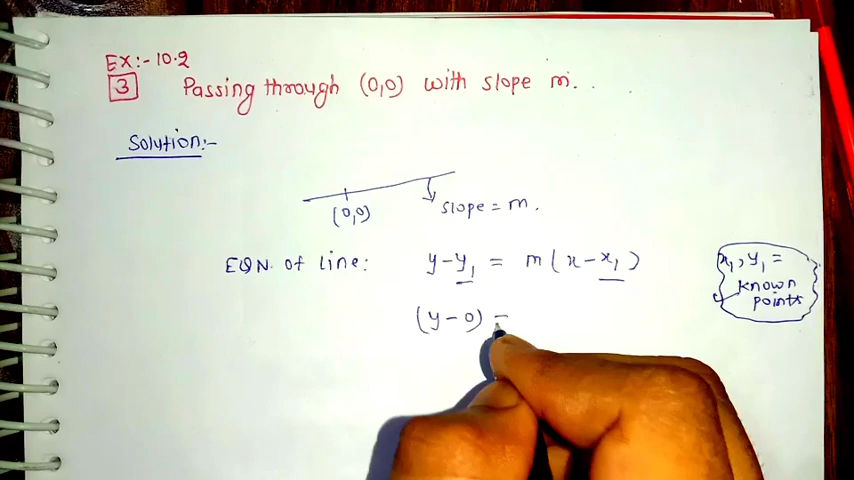 Ex:- 10.2
3 Passing through (0,0) with slope m.
Solution:-
(0,0) slope = m.
EQN. of line: y-y₁ = m(x-x₁)
x₁, y₁ =
known
points
(y-0) =